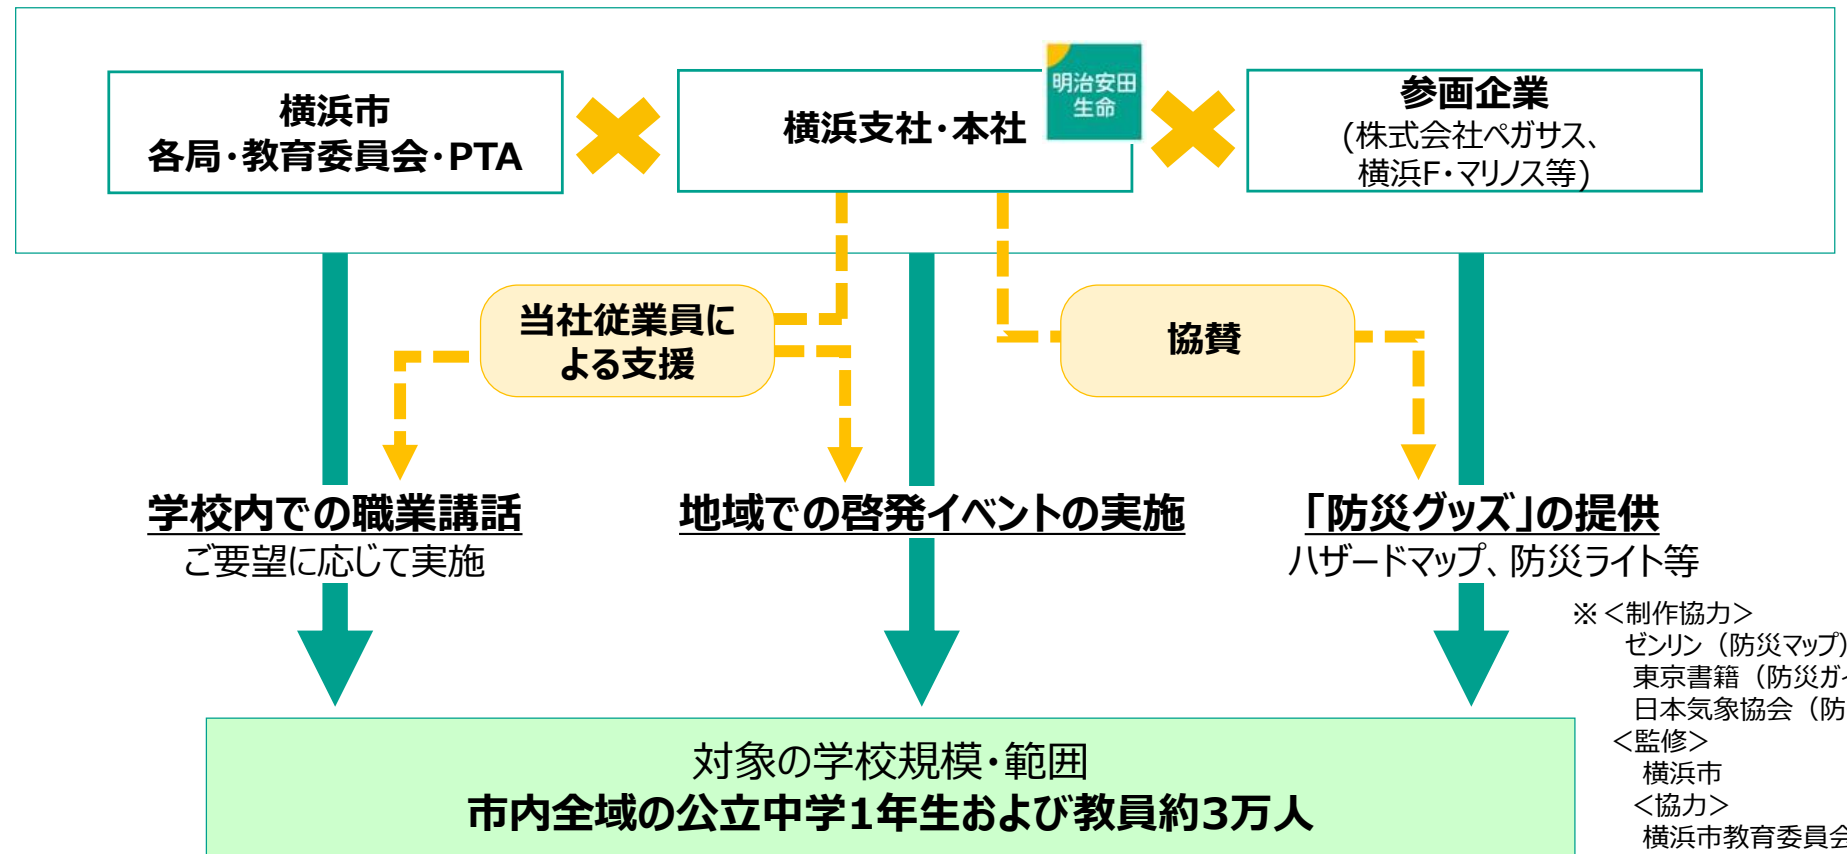 横浜市
各局・教育委員会・PTA
横浜支社・本社
明治安田
生命
参画企業
(株式会社ペガサス、
横浜F・マリノス等)
当社従業員に
よる支援
協賛
学校内での職業講話
ご要望に応じて実施
地域での啓発イベントの実施
「防災グッズ」の提供
ハザードマップ、防災ライト等
※＜制作協力＞
ゼンリン（防災マップ）
東京書籍（防災ガ
日本気象協会（防
＜監修＞
横浜市
＜協力＞
横浜市教育委員会
対象の学校規模・範囲
市内全域の公立中学1年生および教員約3万人